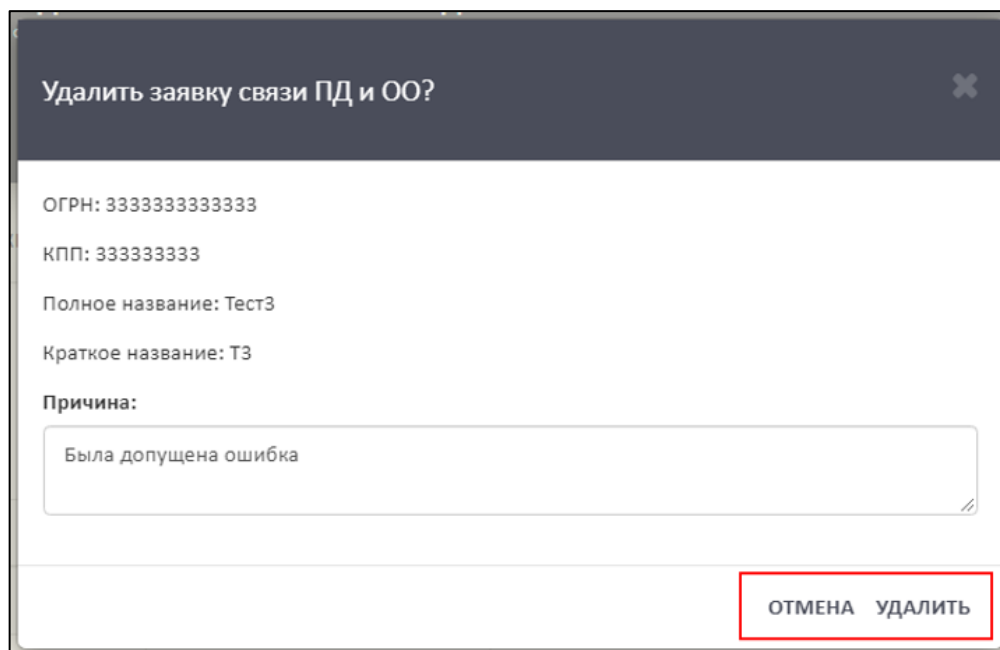 Удалить заявку связи ПД и ОО?
ОГРН: 3333333333333
КПП: 333333333
Полное название: Тест3
Краткое название: Т3
Причина:
Была допущена ошибка
ОТМЕНА УДАЛИТЬ